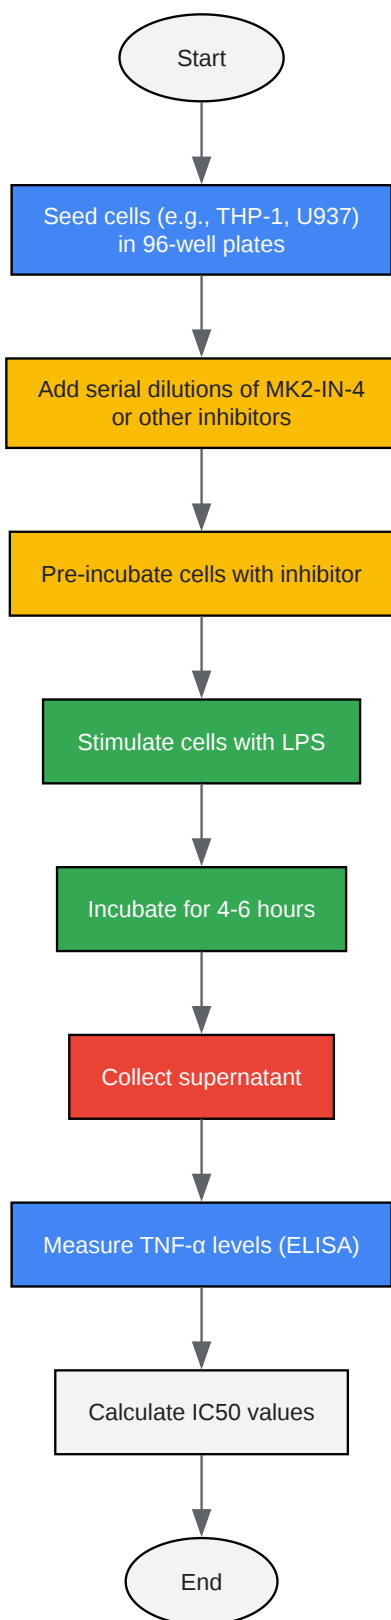 Start
Seed cells (e.g., THP-1, U937)
in 96-well plates
Add serial dilutions of MK2-IN-4
or other inhibitors
Pre-incubate cells with inhibitor
Stimulate cells with LPS
Incubate for 4-6 hours
Collect supernatant
Measure TNF-α levels (ELISA)
Calculate IC50 values
End